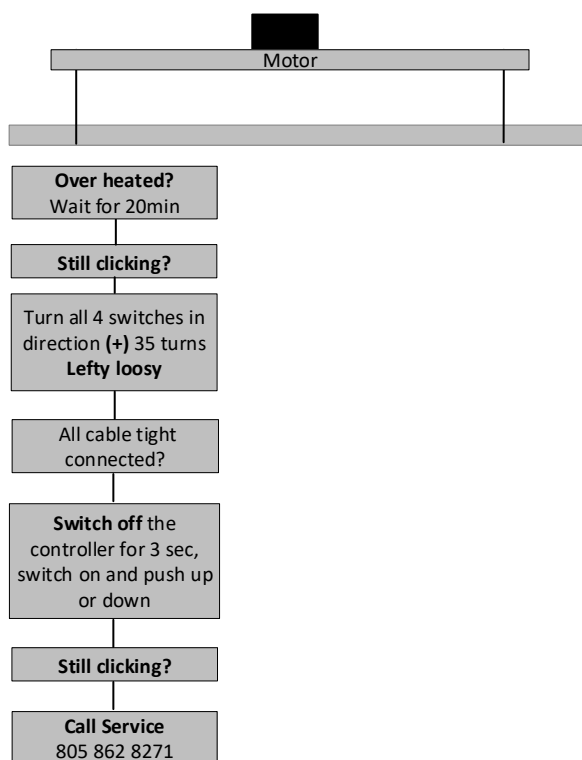 Motor
Over heated?
Wait for 20min
Still clicking?
Turn all 4 switches in
direction (+) 35 turns
Lefty loosy
All cable tight
connected?
Switch off the
controller for 3 sec,
switch on and push up
or down
Still clicking?
Call Service
805 862 8271